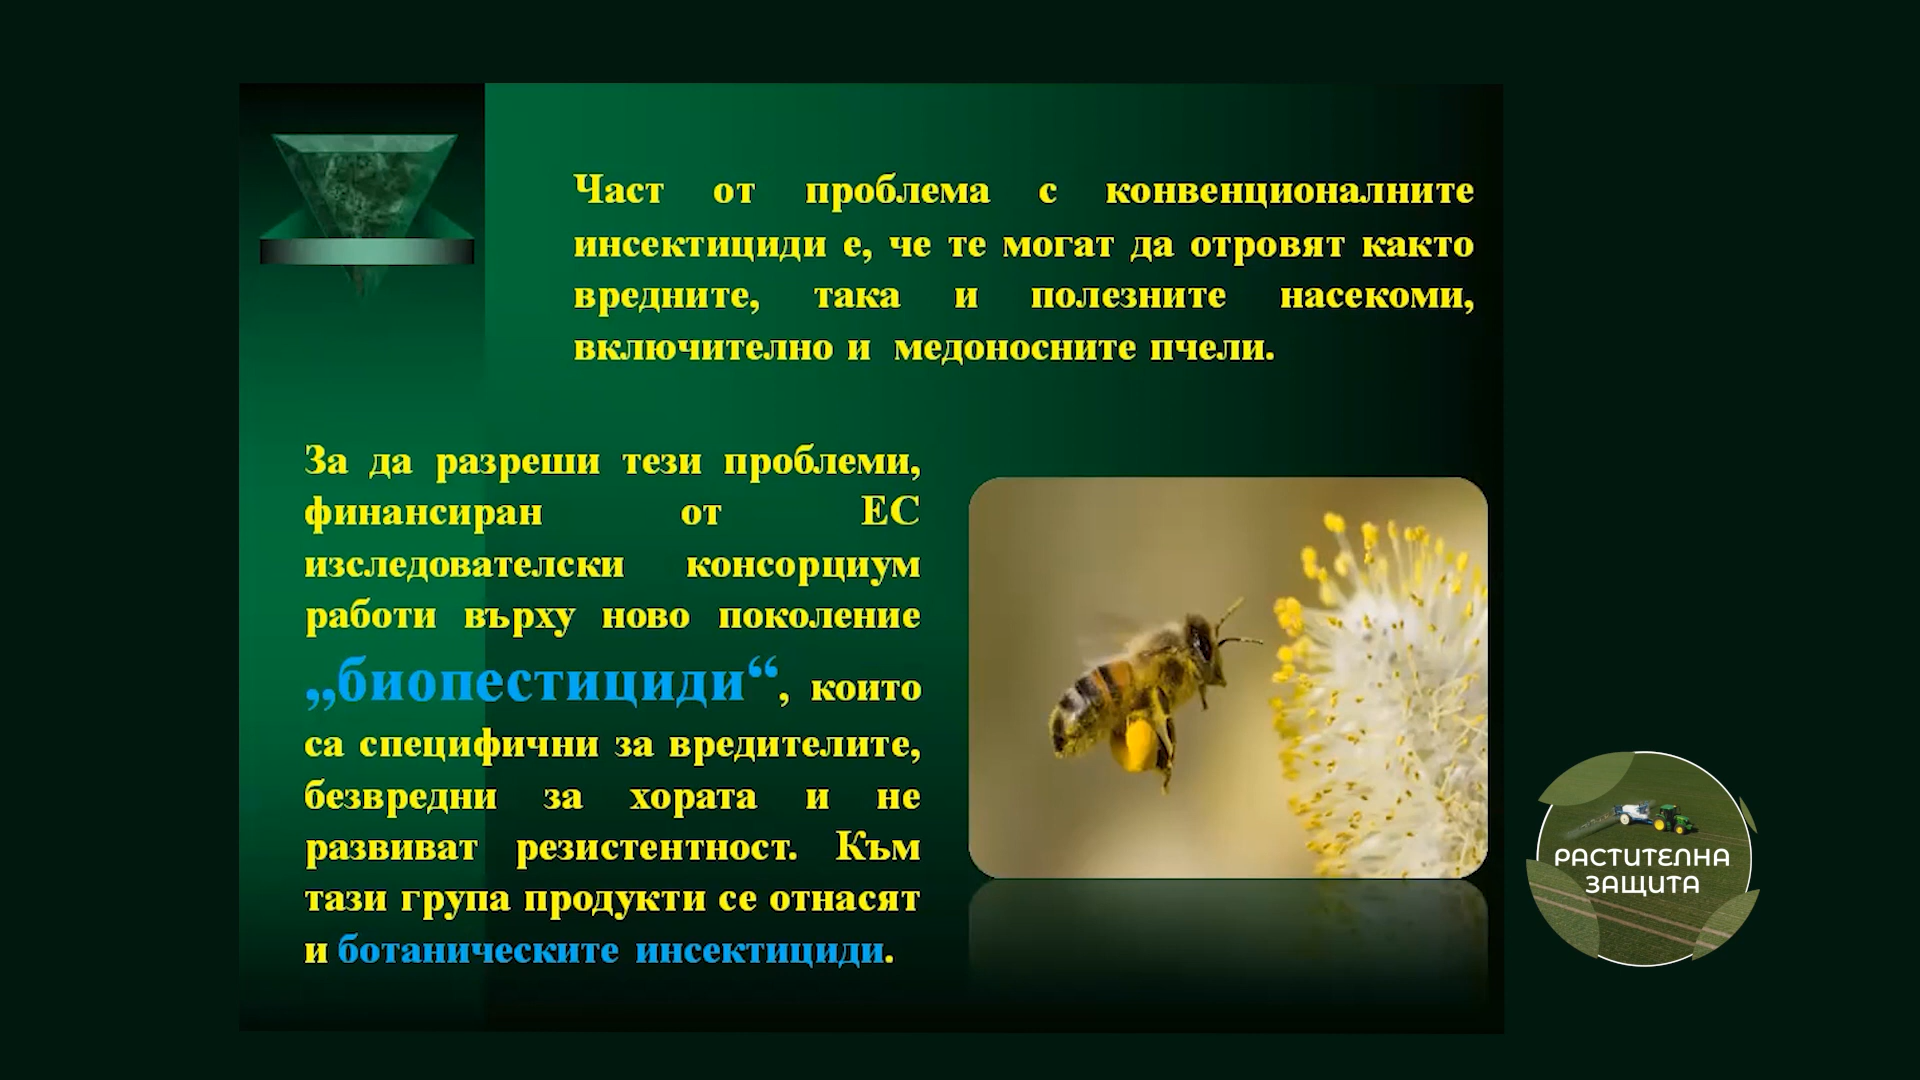 Част от проблема с конвенционалните
инсектициди е, че те могат да отровят както
вредните, така и полезните насекоми,
включително и медоносните пчели.
За да разреши тези проблеми,
финансиран от ЕС
изследователски консорциум
работи върху ново поколение
„биопестициди“, които
са специфични за вредителите,
безвредни за хората и не
развиват резистентност. Към
тази група продукти се отнасят
и ботаническите инсектициди.
РАСТИТЕЛНА
ЗАЩИТА